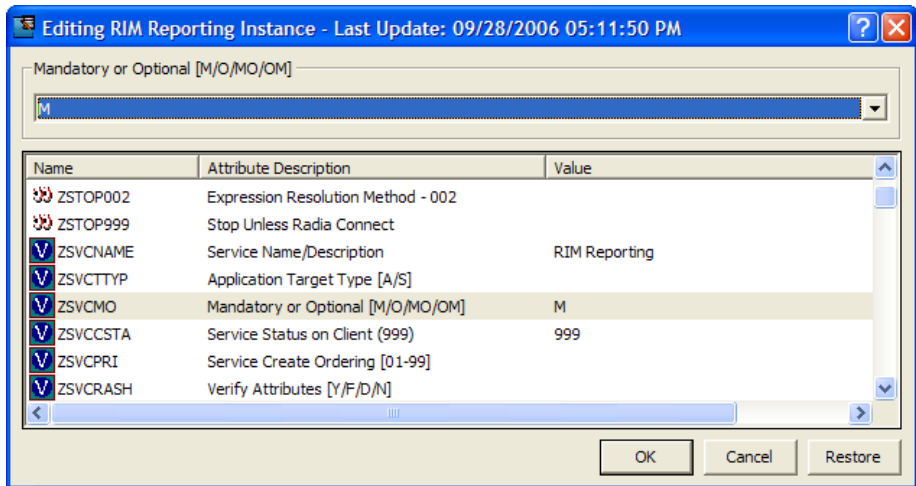 Editing RIM Reporting Instance - Last Update: 09/28/2006 05:11:50 PM
Mandatory or Optional [M/O/MO/OM]
M
Name Attribute Description Value
ZSTOP002 Expression Resolution Method - 002
ZSTOP999 Stop Unless Radia Connect
V ZSVCNAME Service Name/Description RIM Reporting
V ZSVCTTYP Application Target Type [A/S]
V ZSVCMO Mandatory or Optional [M/O/MO/OM] M
V ZSVCCSTA Service Status on Client (999) 999
V ZSVCPRI Service Create Ordering [01-99]
V ZSVCRASH Verify Attributes [Y/F/D/N]
OK Cancel Restore